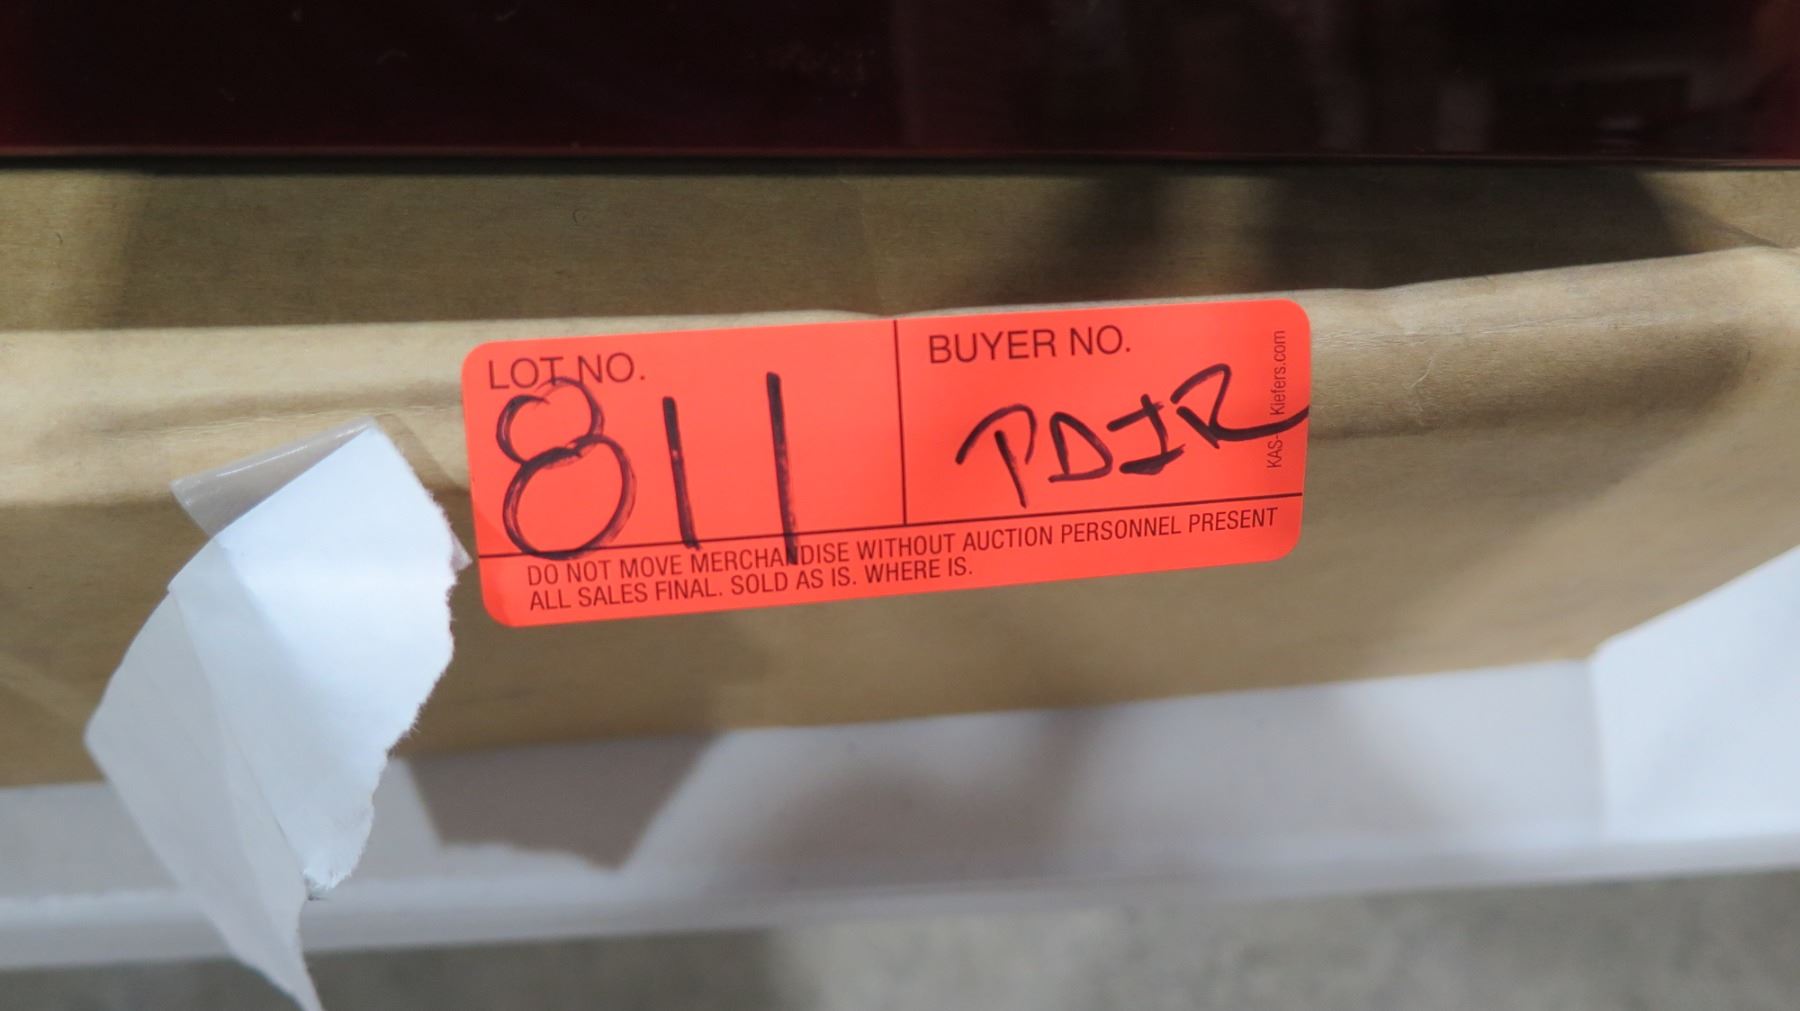 LOT NO.
811
BUYER NO.
PDIR
KAS- Kiefers.com
DO NOT MOVE MERCHANDISE WITHOUT AUCTION PERSONNEL PRESENT
ALL SALES FINAL. SOLD AS IS. WHERE IS.